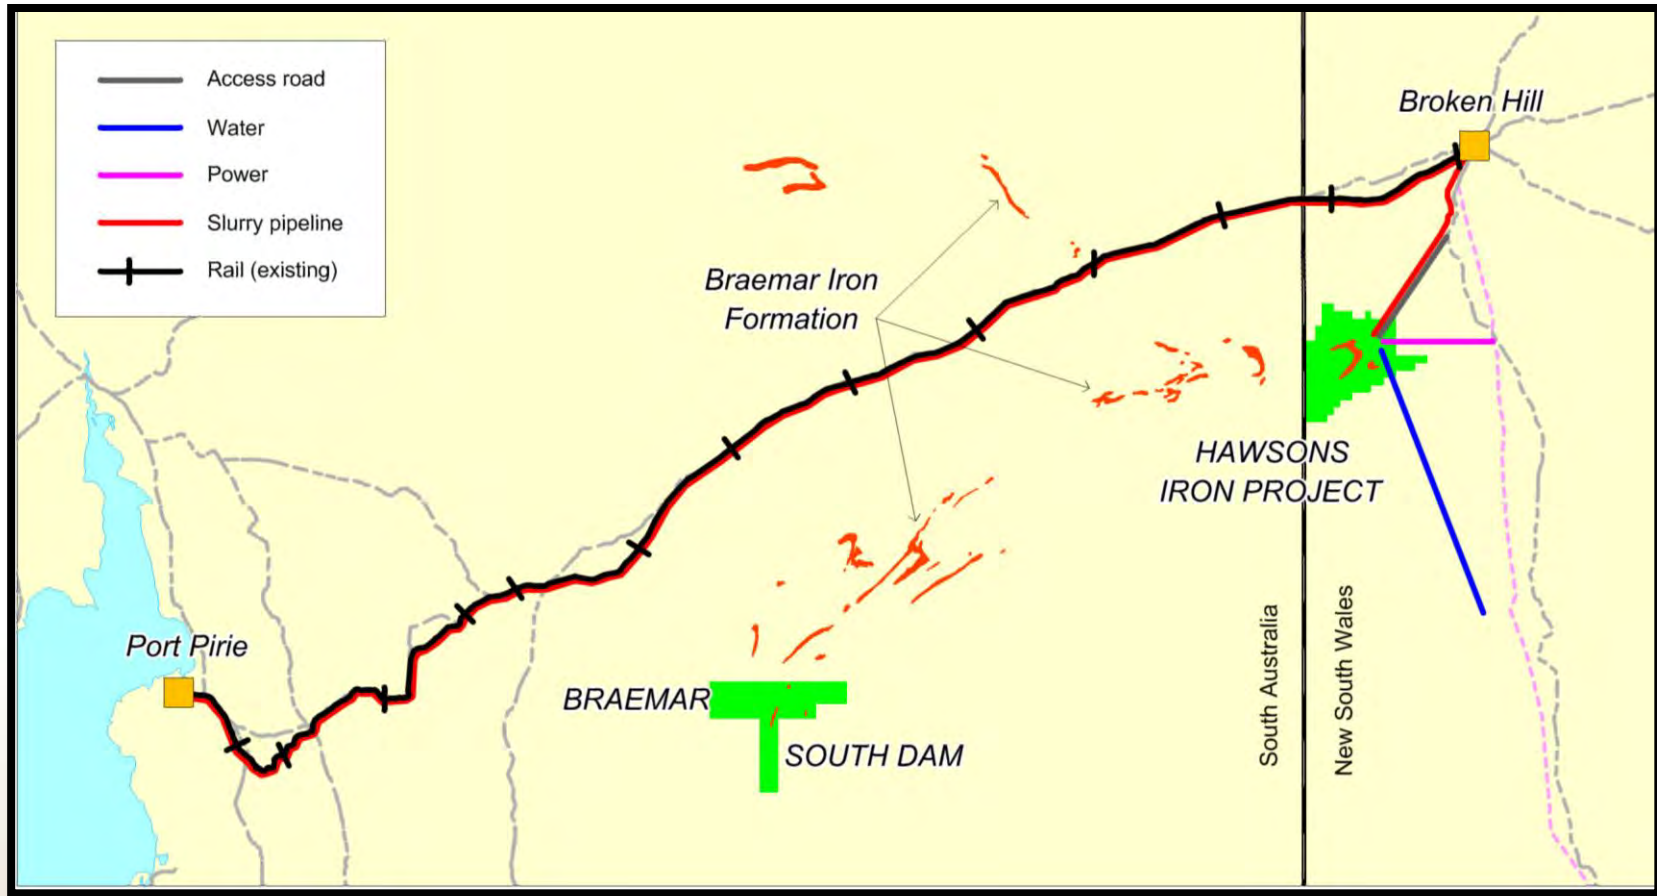 Access road
Water
Power
Slurry pipeline
Rail (existing)
Broken Hill
Braemar Iron
Formation
HAWSONS
IRON PROJECT
Port Pirie
BRAEMAR
SOUTH DAM
South Australia
New South Wales